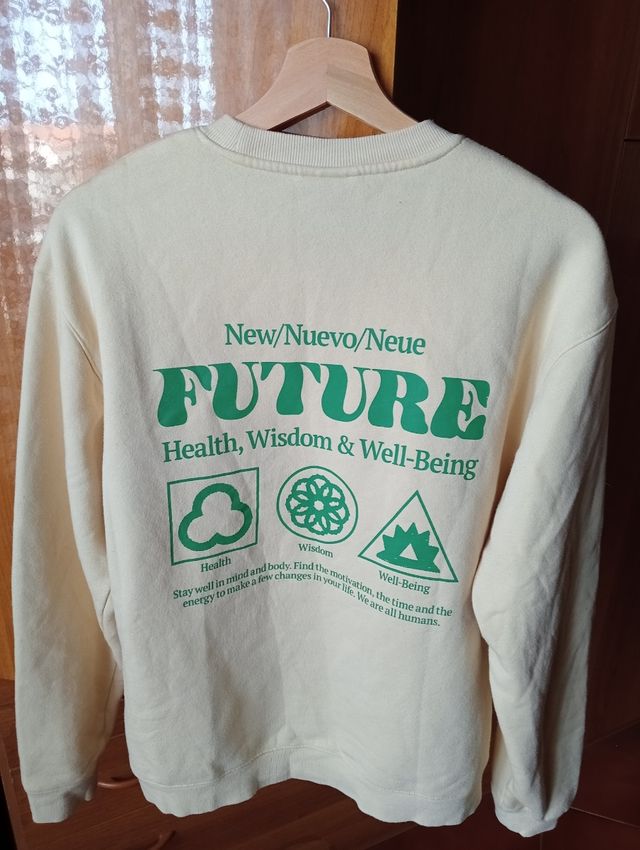 New/Nuevo/Neue
FUTURE
Health, Wisdom & Well-Being
Health
Wisdom
Well-Being
Stay well in mind and body. Find the motivation, the time and the
energy to make a few changes in your life. We are all humans.